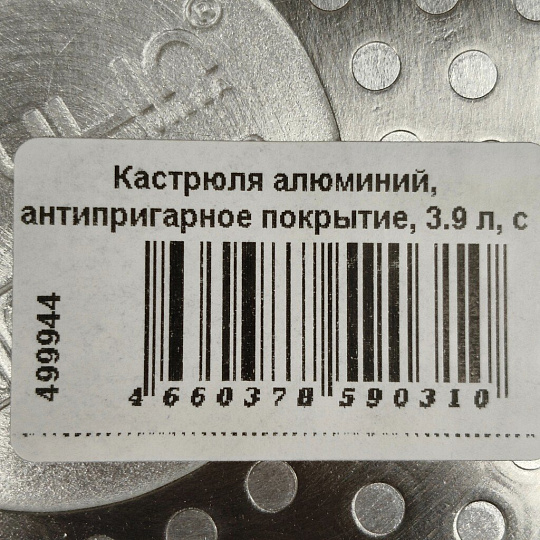 Кастрюля алюминий,
антипригарное покрытие, 3.9 л, с
499944
4 660378 590310